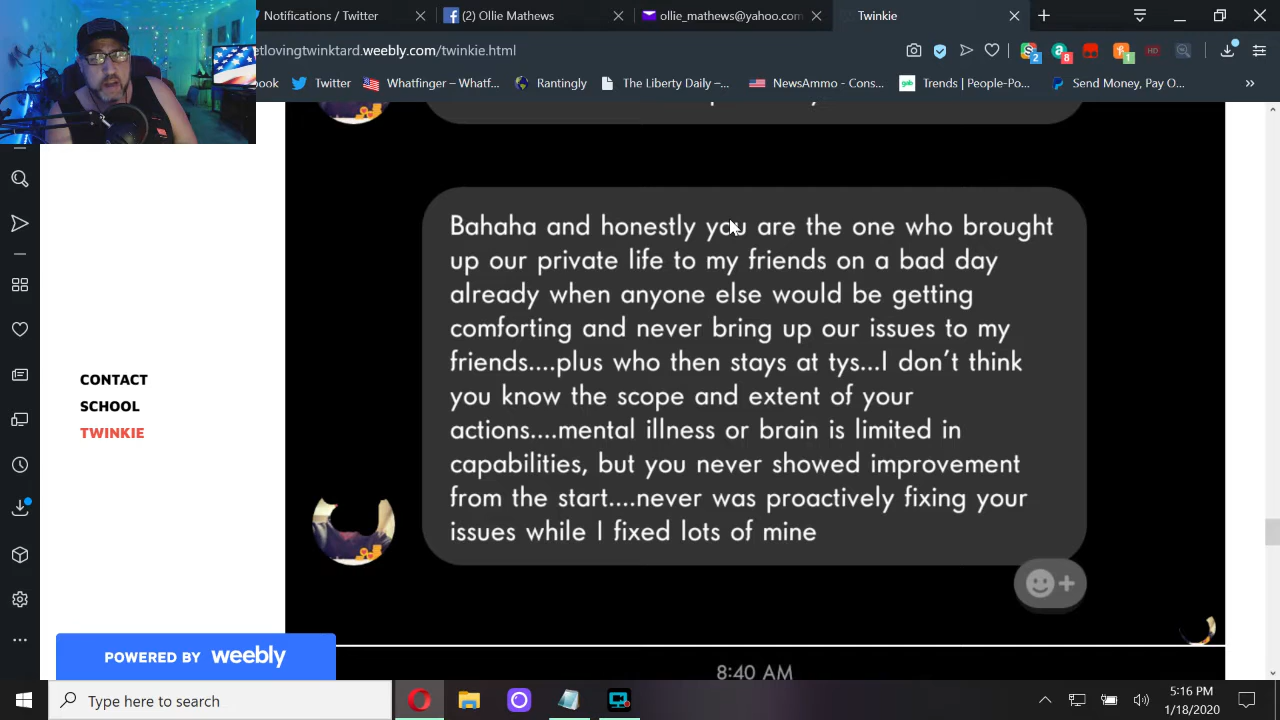 Notifications / Twitter
(2) Ollie Mathews
ollie_mathews@yahoo.com
Twinkie
etlovingtwinktard.weebly.com/twinkie.html
2
8
1
HD
ook
Twitter
Whatfinger – Whatf...
Rantingly
The Liberty Daily –...
NewsAmmo - Cons...
gab
Trends | People-Po...
Send Money, Pay O...
»
Bahaha and honestly you are the one who brought
up our private life to my friends on a bad day
already when anyone else would be getting
comforting and never bring up our issues to my
friends....plus who then stays at tys...I don’t think
you know the scope and extent of your
actions....mental illness or brain is limited in
capabilities, but you never showed improvement
from the start....never was proactively fixing your
issues while I fixed lots of mine
CONTACT
SCHOOL
TWINKIE
POWERED BY weebly
8:40 AM
Type here to search
5:16 PM
1/18/2020